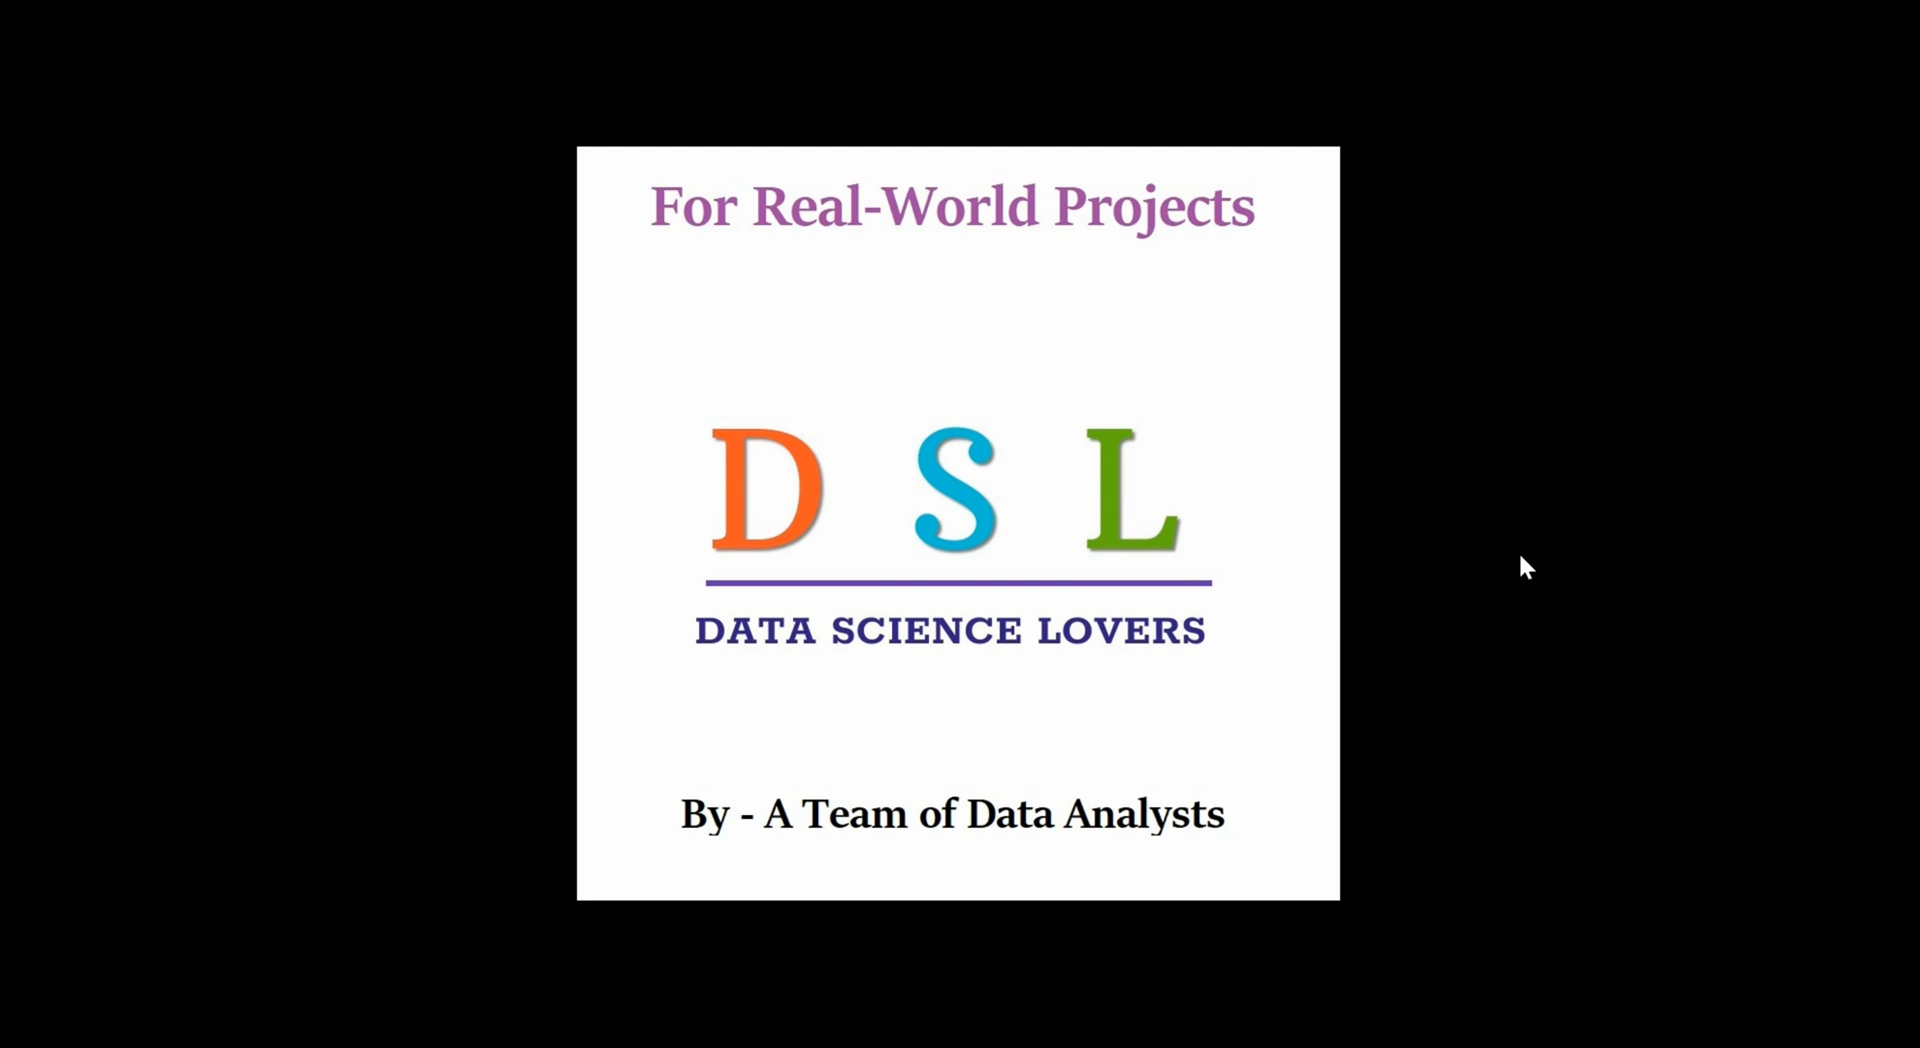 For Real-World Projects
D S L
DATA SCIENCE LOVERS
By - A Team of Data Analysts